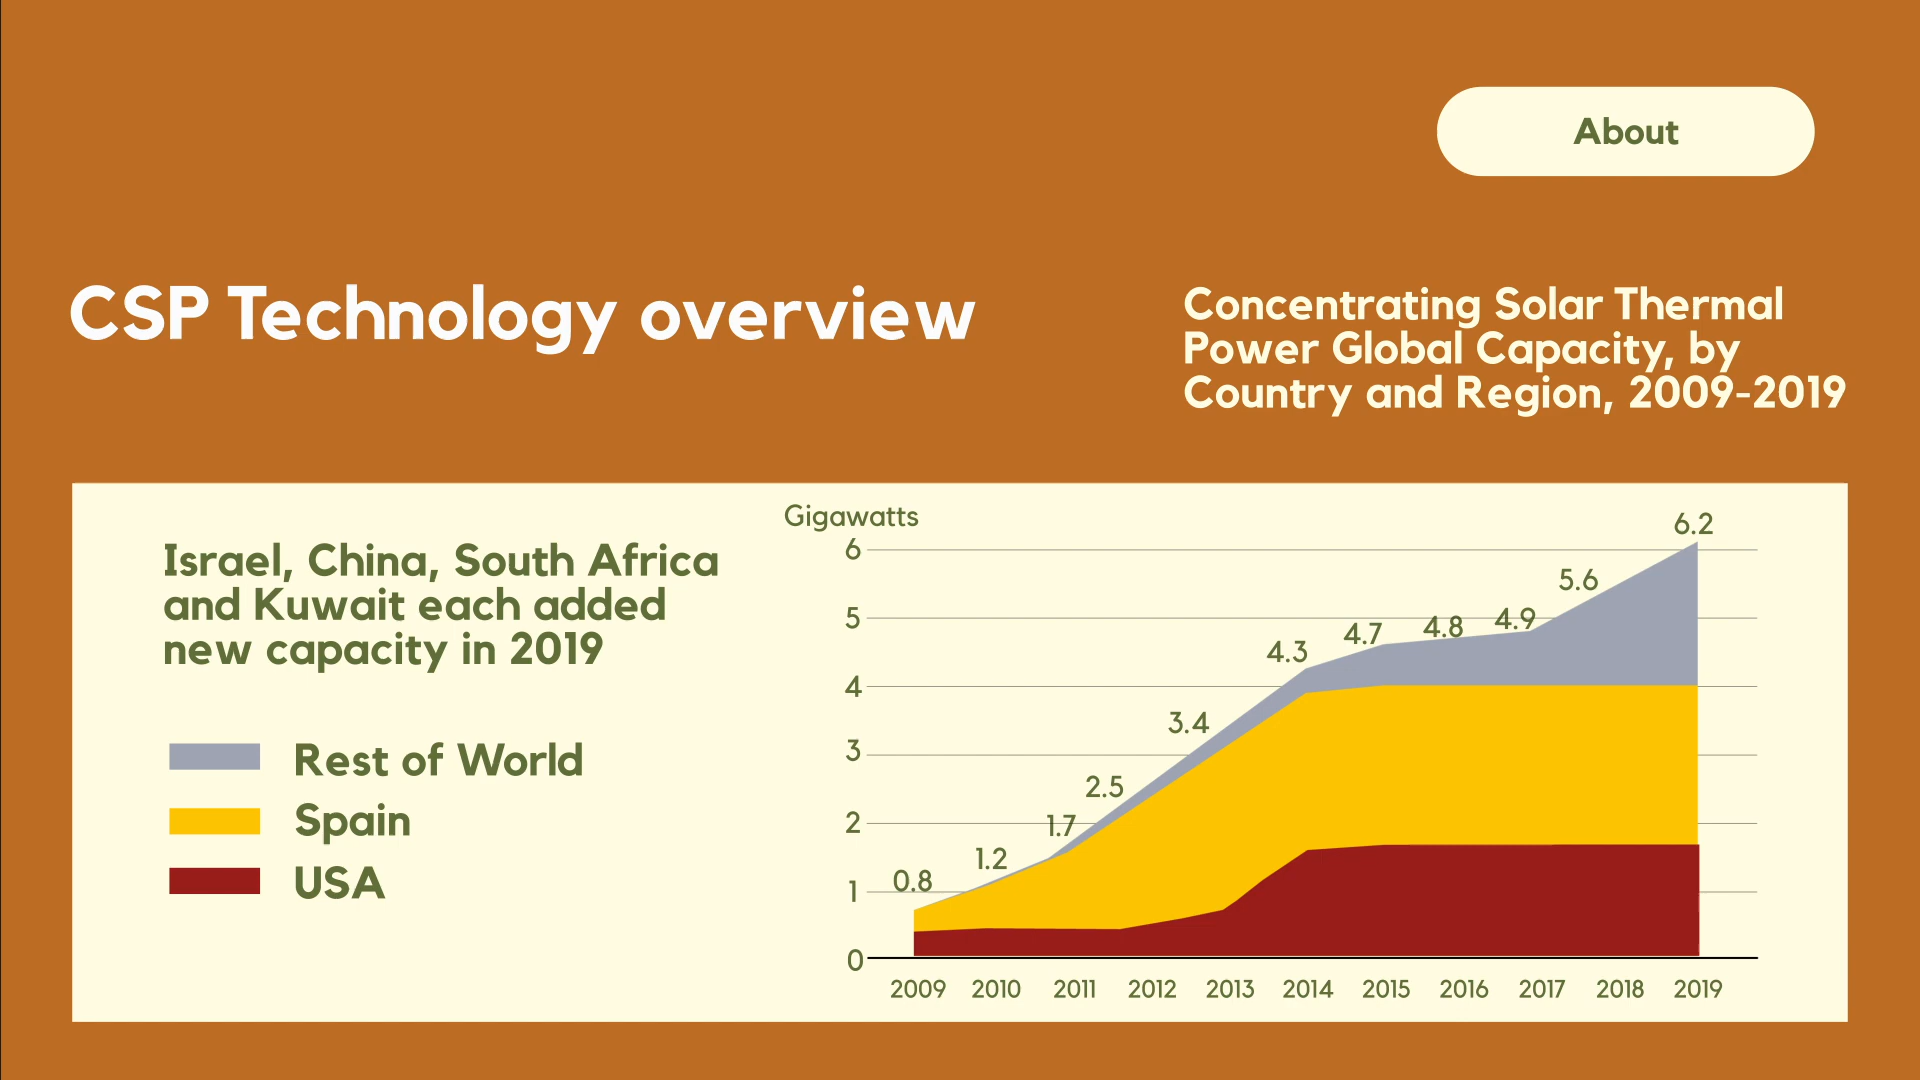 About
CSP Technology overview
Concentrating Solar Thermal
Power Global Capacity, by
Country and Region, 2009-2019
Israel, China, South Africa
and Kuwait each added
new capacity in 2019
Rest of World
Spain
USA
Gigawatts
6
5
4
3
2
1
0
0.8
1.2
1.7
2.5
3.4
4.3
4.7
4.8
4.9
5.6
6.2
2009 2010 2011 2012 2013 2014 2015 2016 2017 2018 2019